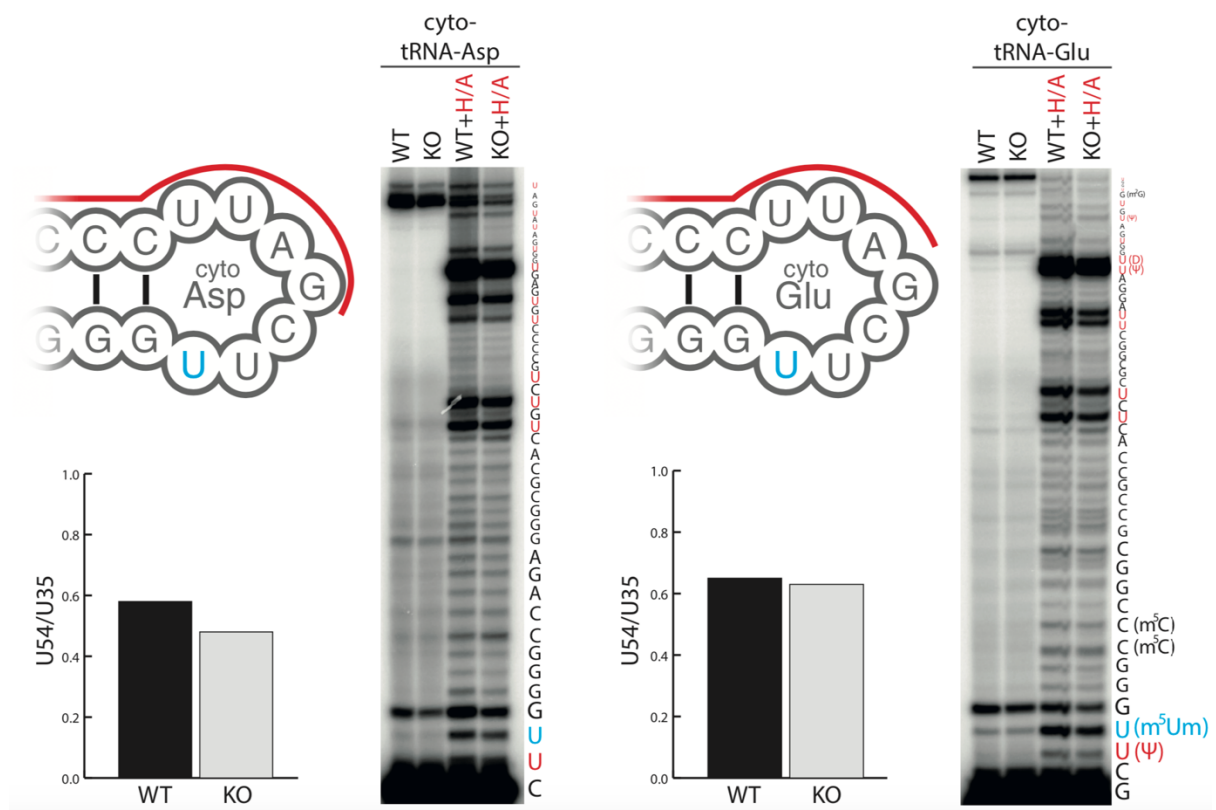 cyto-
tRNA-Asp
WT
KO
WT+H/A
KO+H/A
C
C
C
U
U
A
G
C
U
U
G
G
G
cyto
Asp
U
A
G
U
A
U
A
G
U
G
G
U
G
A
G
U
G
U
C
C
C
C
G
U
C
U
G
U
C
A
C
G
C
G
G
G
A
G
A
C
C
G
G
G
G
U
U
C
U54/U35
1.0
0.8
0.6
0.4
0.2
0.0
WT
KO
cyto-
tRNA-Glu
WT
KO
WT+H/A
KO+H/A
C
C
C
U
U
A
G
C
U
U
G
G
G
cyto
Glu
G (m²G)
U
G
U (Ψ)
A
G
U
G
G
U (D)
U (Ψ)
A
G
G
A
U
U
C
G
G
C
G
C
U
C
U
C
A
C
C
G
C
C
G
C
G
G
C
C (m⁵C)
C (m⁵C)
G
G
G
G
U (m⁵Um)
U (Ψ)
C
G
U54/U35
1.0
0.8
0.6
0.4
0.2
0.0
WT
KO